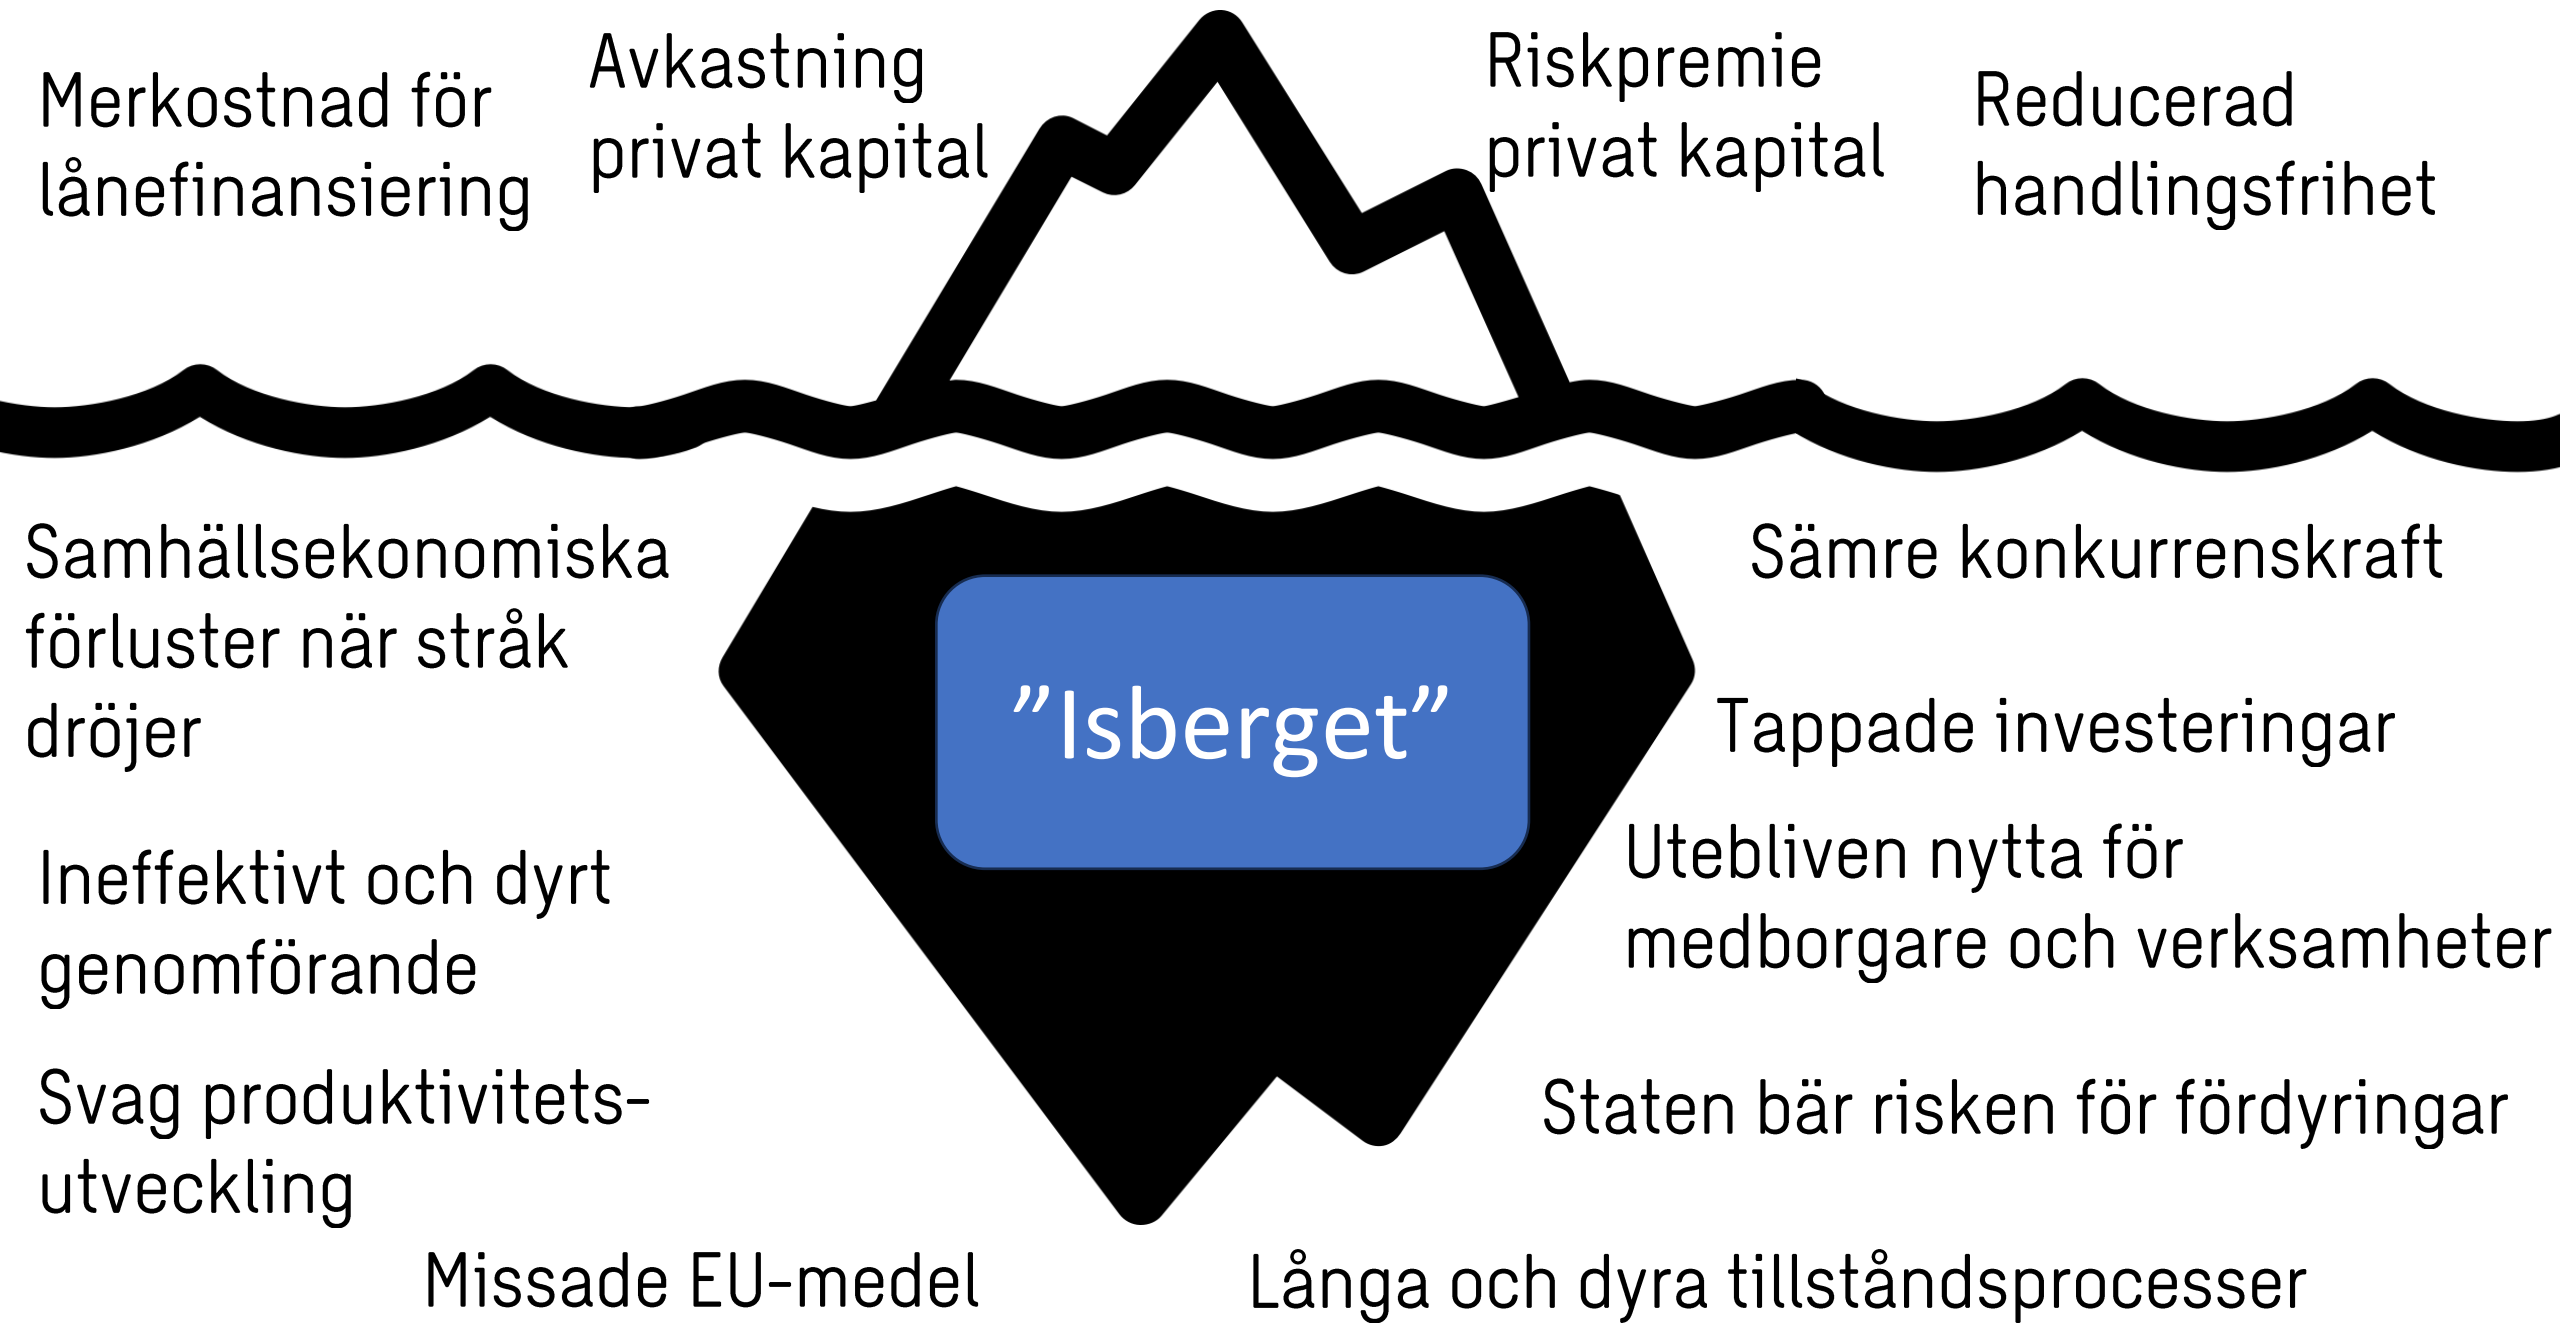 Merkostnad för
lånefinansiering
Avkastning
privat kapital
Riskpremie
privat kapital
Reducerad
handlingsfrihet
Samhällsekonomiska
förluster när stråk
dröjer
Ineffektivt och dyrt
genomförande
Svag produktivitets-
utveckling
Missade EU-medel
”Isberget”
Sämre konkurrenskraft
Tappade investeringar
Utebliven nytta för
medborgare och verksamheter
Staten bär risken för fördyringar
Långa och dyra tillståndsprocesser